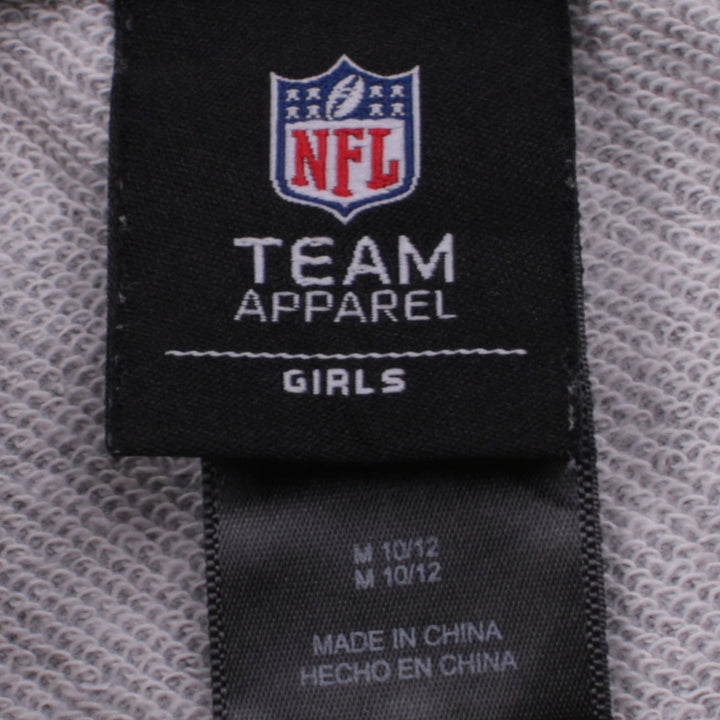 NFL
TEAM
APPAREL
GIRLS
M 10/12
M 10/12
MADE IN CHINA
HECHO EN CHINA